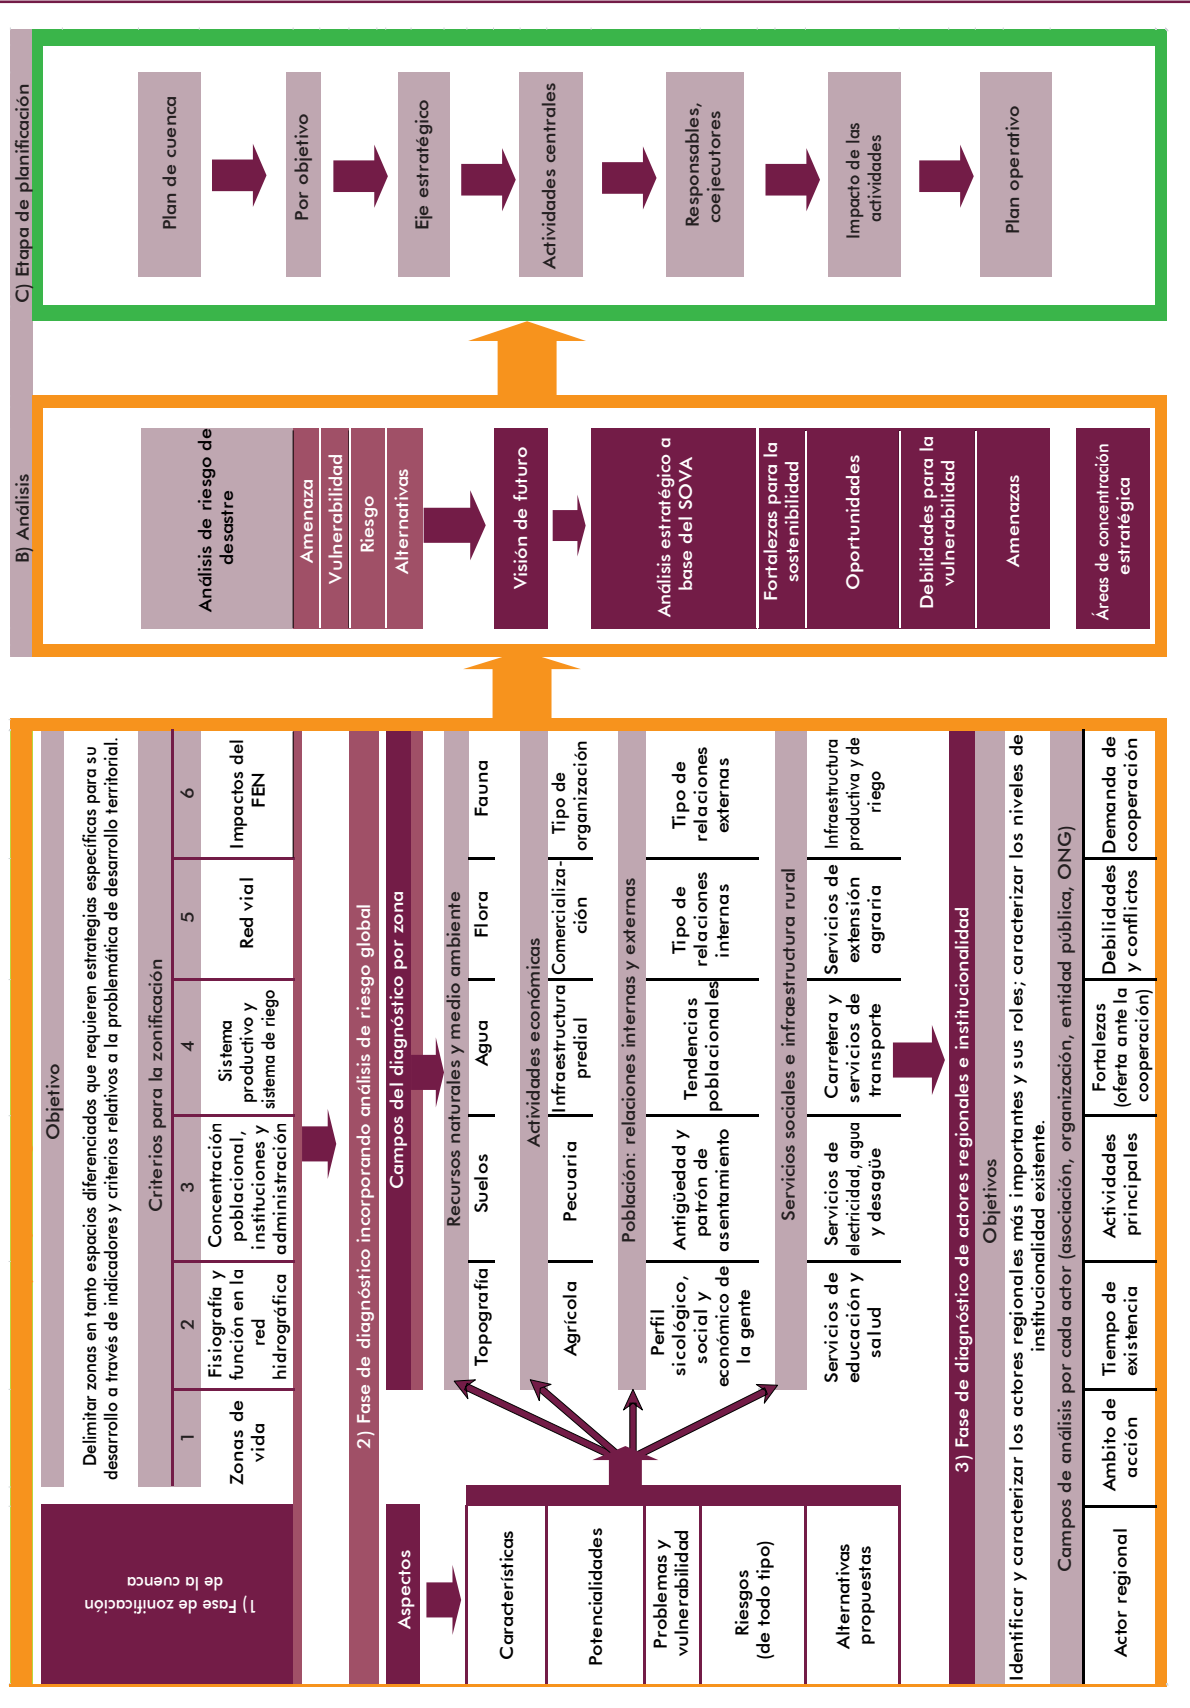 1) Fase de zonificación
de la cuenca
Objetivo
Delimitar zonas en tanto espacios diferenciados que requieren estrategias específicas para su
desarrollo a través de indicadores y criterios relativos a la problemática de desarrollo territorial.
Criterios para la zonificación
1
2
3
4
5
6
Zonas de
vida
Fisiografía y
función en la
red
hidrográfica
Concentración
poblacional,
instituciones y
administración
Sistema
productivo y
sistema de riego
Red vial
Impactos del
FEN
2) Fase de diagnóstico incorporando análisis de riesgo global
Aspectos
Campos del diagnóstico por zona
Características
Potencialidades
Problemas y
vulnerabilidad
Riesgos
(de todo tipo)
Alternativas
propuestas
Recursos naturales y medio ambiente
Topografía
Suelos
Agua
Flora
Fauna
Actividades económicas
Agrícola
Pecuaria
Infraestructura
predial
Comercializa-
ción
Tipo de
organización
Población: relaciones internas y externas
Perfil
sicológico,
social y
económico de
la gente
Antigüedad y
patrón de
asentamiento
Tendencias
poblacionales
Tipo de
relaciones
internas
Tipo de
relaciones
externas
Servicios sociales e infraestructura rural
Servicios de
educación y
salud
Servicios de
electricidad, agua
y desagüe
Carretera y
servicios de
transporte
Servicios de
extensión
agraria
Infraestructura
productiva y de
riego
3) Fase de diagnóstico de actores regionales e institucionalidad
Objetivos
Identificar y caracterizar los actores regionales más importantes y sus roles; caracterizar los niveles de
institucionalidad existente.
Campos de análisis por cada actor (asociación, organización, entidad pública, ONG)
Actor regional
Ambito de
acción
Tiempo de
existencia
Actividades
principales
Fortalezas
(oferta ante la
cooperación)
Debilidades
y conflictos
Demanda de
cooperación
B) Análisis
Análisis de riesgo de
desastre
Amenaza
Vulnerabilidad
Riesgo
Alternativas
Visión de futuro
Análisis estratégico a
base del SOVA
Fortalezas para la
sostenibilidad
Oportunidades
Debilidades para la
vulnerabilidad
Amenazas
Áreas de concentración
estratégica
C) Etapa de planificación
Plan de cuenca
Por objetivo
Eje estratégico
Actividades centrales
Responsables,
coejecutores
Impacto de las
actividades
Plan operativo